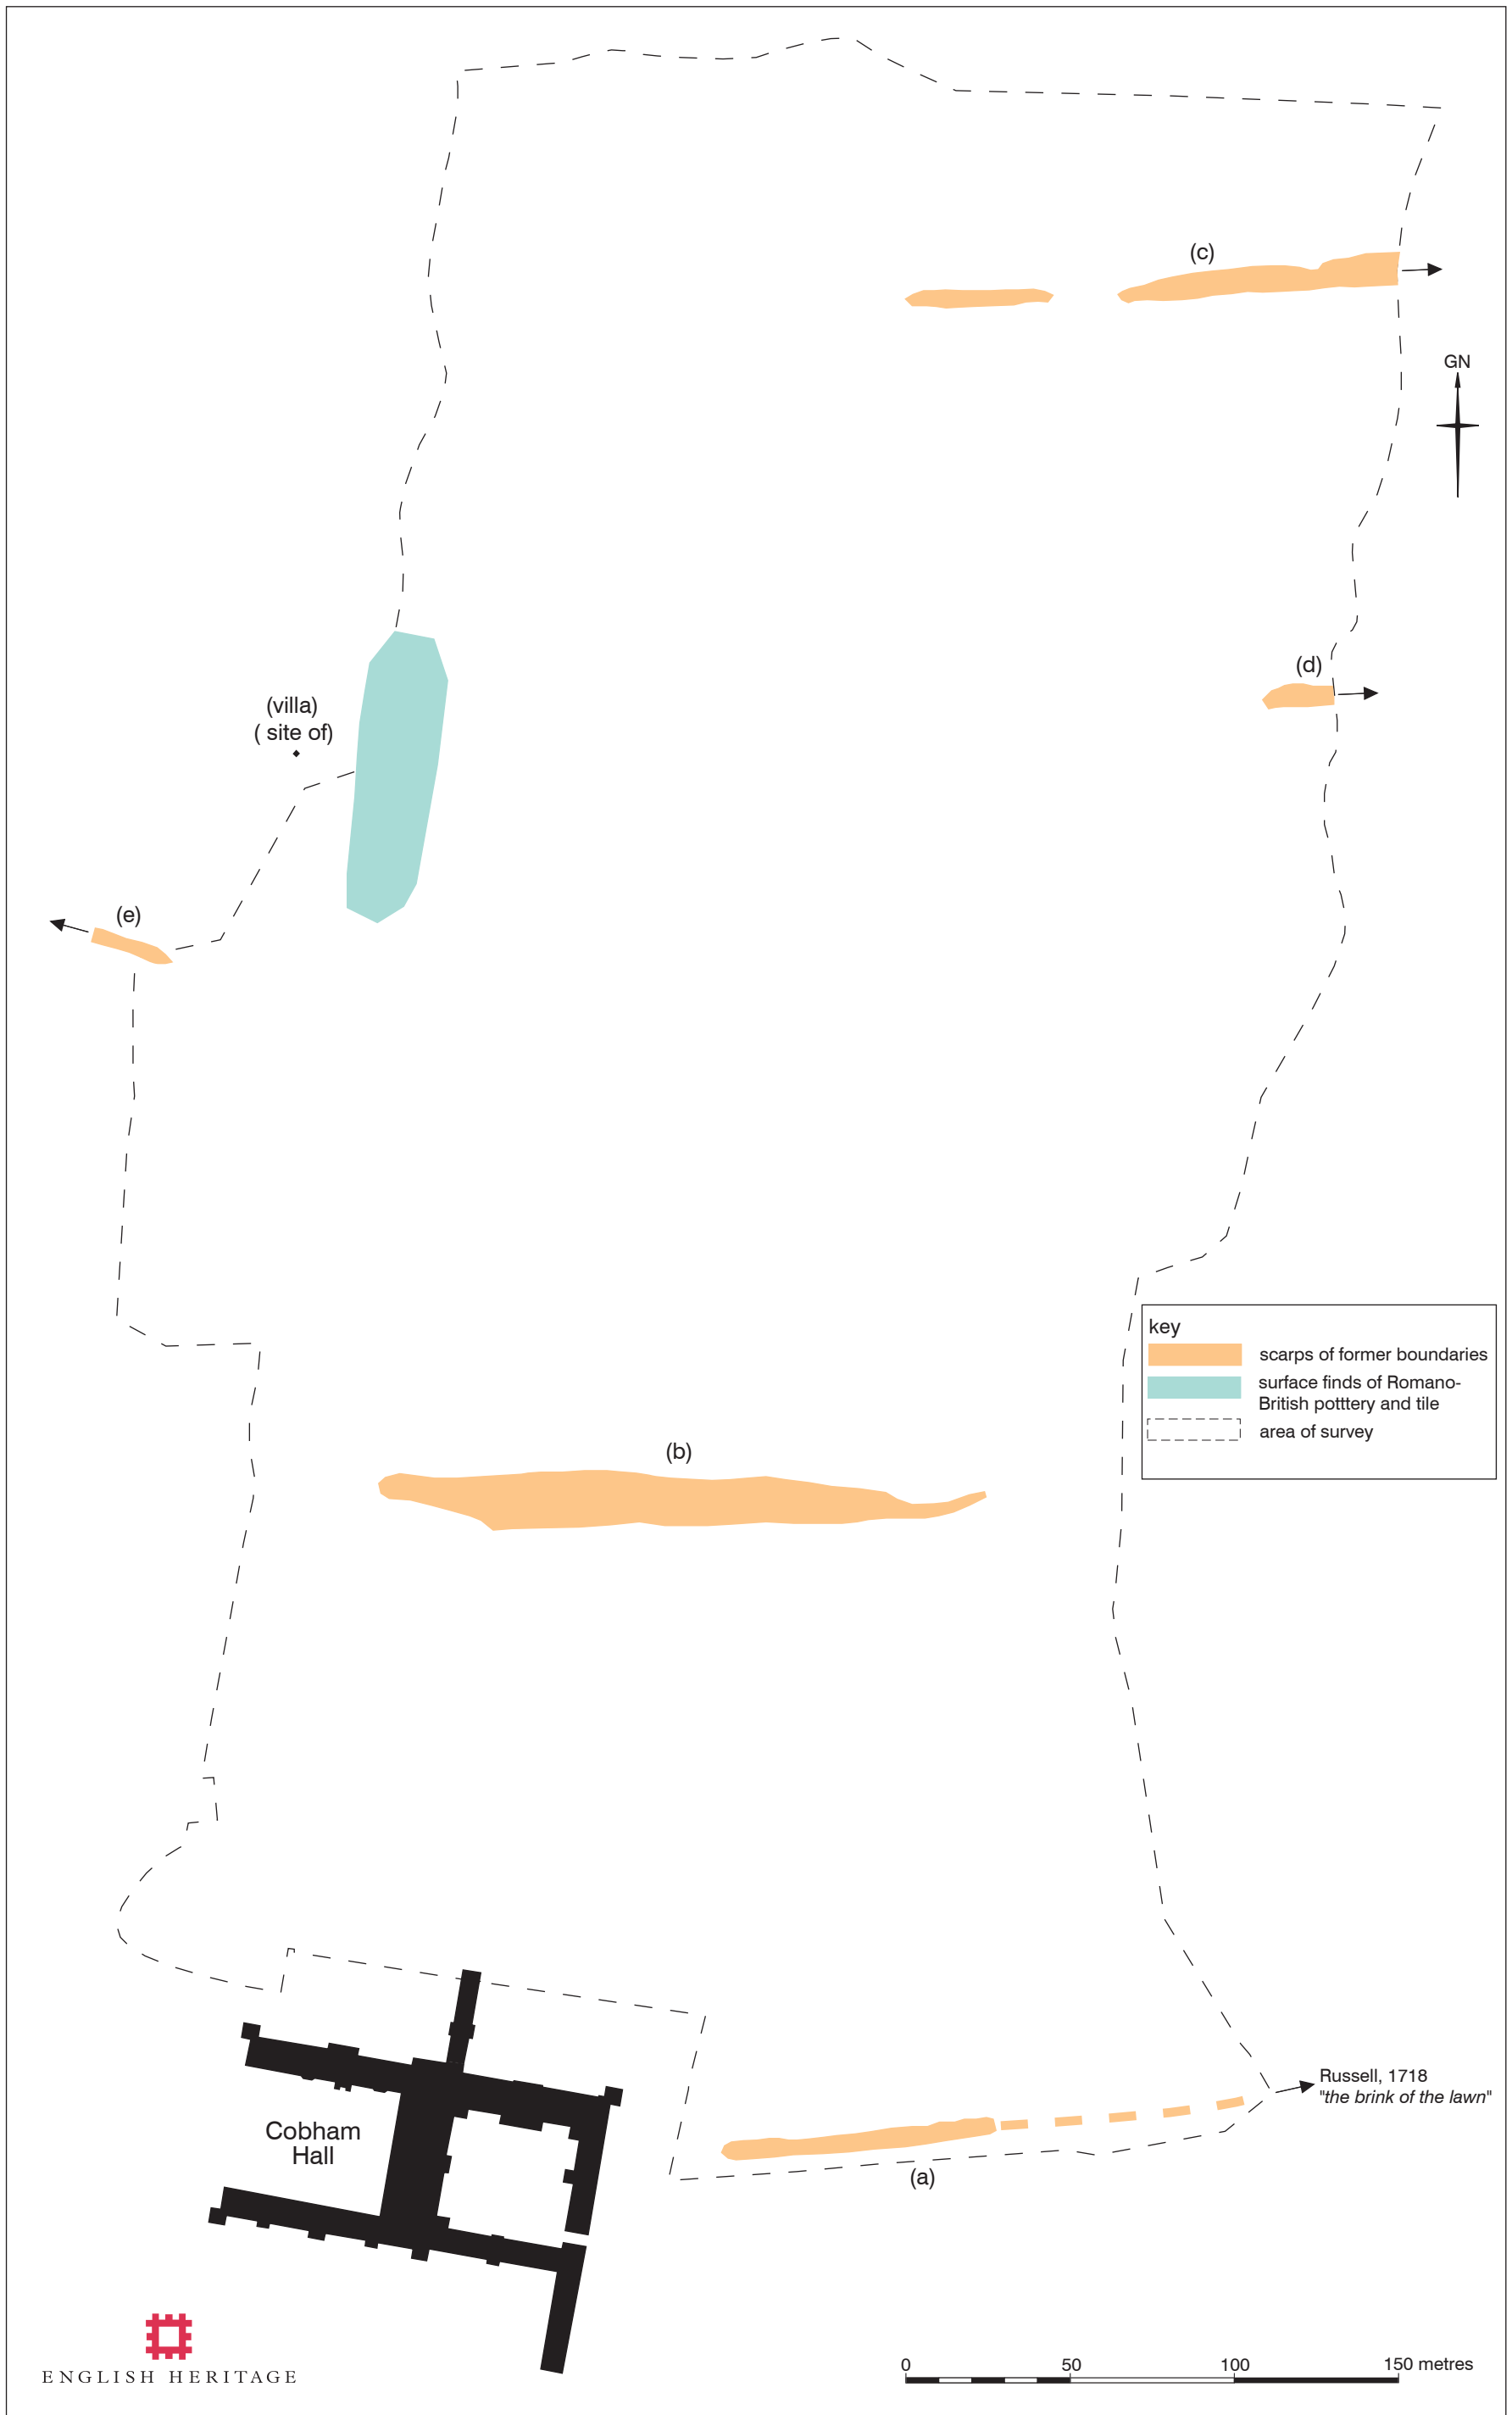 (c)
GN
(d)
(villa)
( site of)
(e)
key
scarps of former boundaries
surface finds of Romano-
British potttery and tile
area of survey
(b)
Russell, 1718
"the brink of the lawn"
Cobham
Hall
(a)
0 50 100 150 metres
ENGLISH HERITAGE